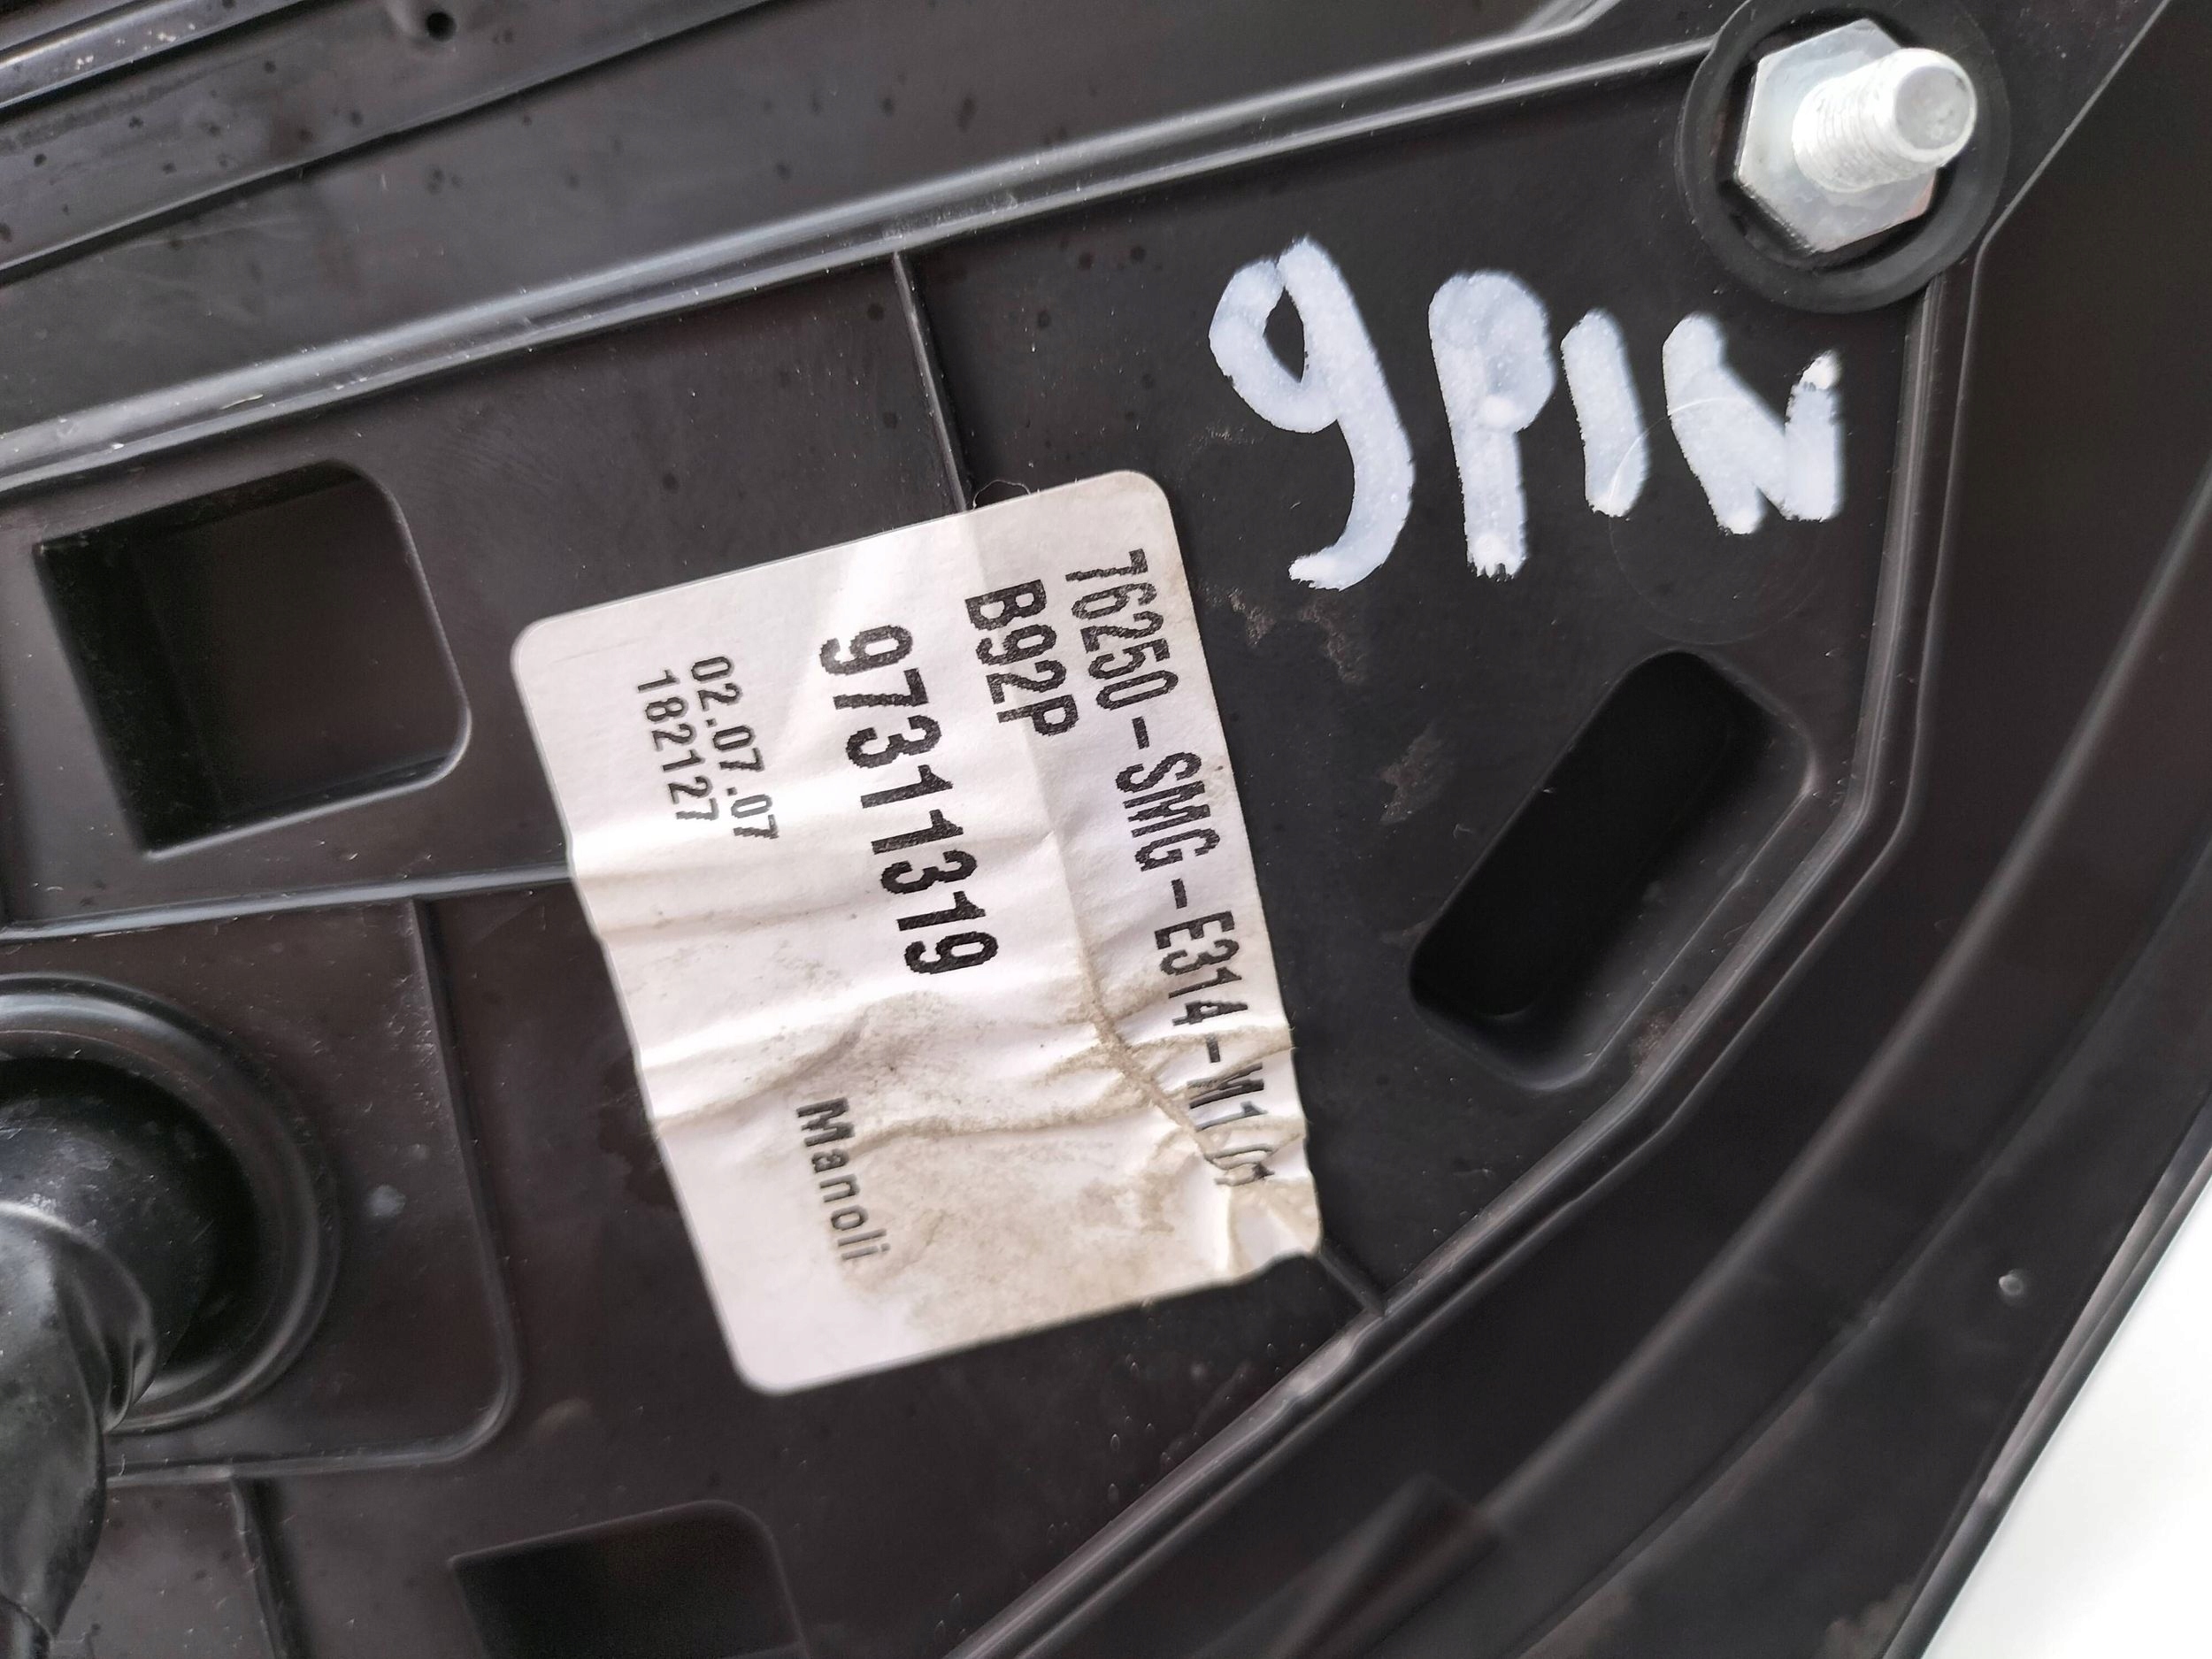 9PIN
76250-SMG-E314-M1
B92P
97311319
02.07.07
182127
Manoli